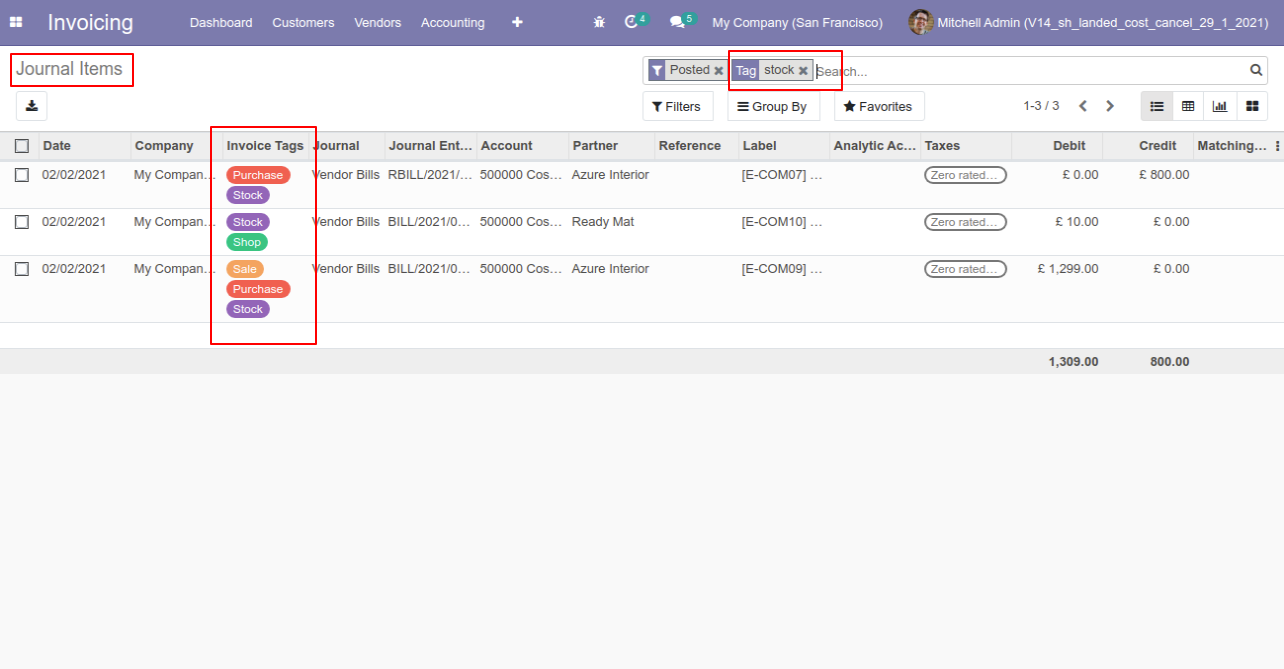 Invoicing Dashboard Customers Vendors Accounting 4 5 My Company (San Francisco) Mitchell Admin (V14_sh_landed_cost_cancel_29_1_2021)
Journal Items Posted Tag stock Search...
Filters Group By Favorites 1-3 / 3
Date Company Invoice Tags Journal Journal Ent... Account Partner Reference Label Analytic Ac... Taxes Debit Credit Matching...
02/02/2021 My Compan... Purchase Vendor Bills RBILL/2021/... 500000 Cos... Azure Interior [E-COM07] ... Zero rated... £ 0.00 £ 800.00
Stock
02/02/2021 My Compan... Stock Vendor Bills BILL/2021/0... 500000 Cos... Ready Mat [E-COM10] ... Zero rated... £ 10.00 £ 0.00
Shop
02/02/2021 My Compan... Sale Vendor Bills BILL/2021/0... 500000 Cos... Azure Interior [E-COM09] ... Zero rated... £ 1,299.00 £ 0.00
Purchase
Stock
1,309.00 800.00